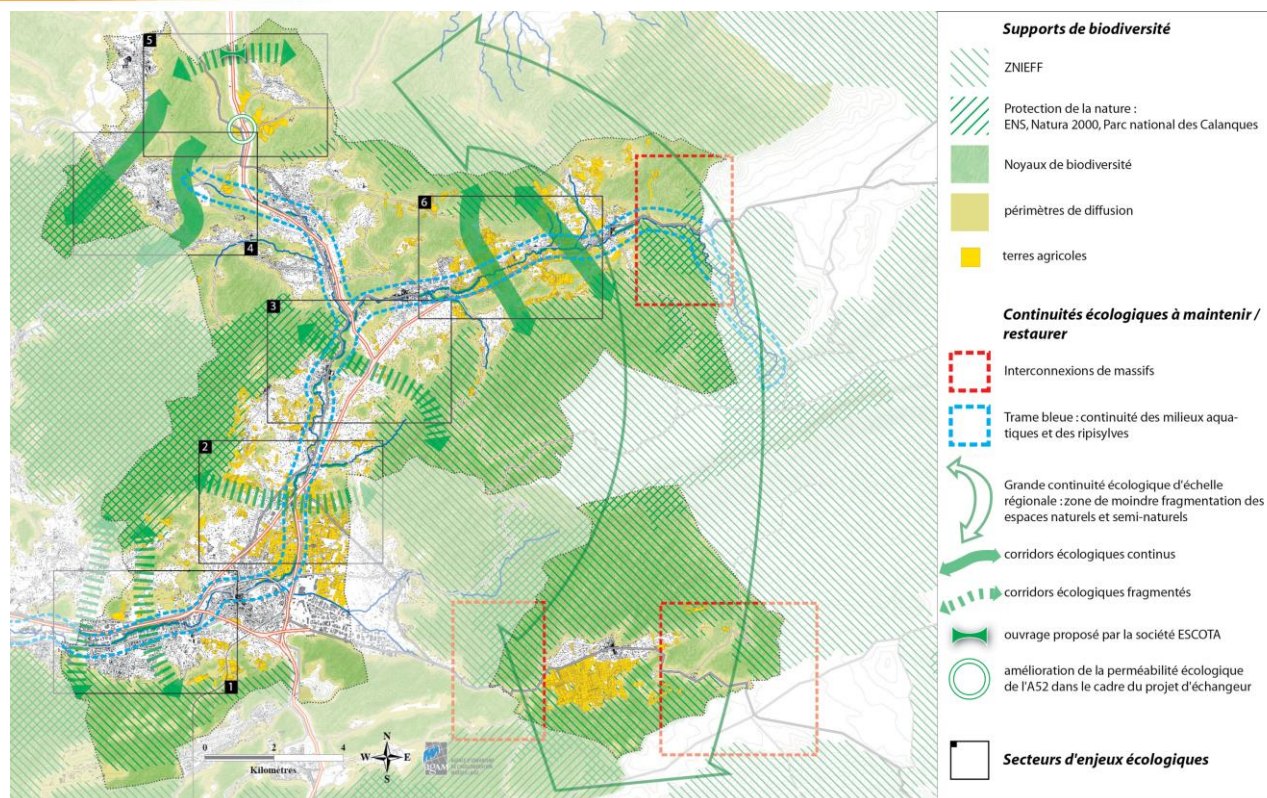 5
4
6
3
2
1
0 2 4
Kilomètres
N
W E
S
Supports de biodiversité
ZNIEFF
Protection de la nature :
ENS, Natura 2000, Parc national des Calanques
Noyaux de biodiversité
périmètres de diffusion
terres agricoles
Continuités écologiques à maintenir /
restaurer
Interconnexions de massifs
Trame bleue : continuité des milieux aqua-
tiques et des ripisylves
Grande continuité écologique d'échelle
régionale : zone de moindre fragmentation des
espaces naturels et semi-naturels
corridors écologiques continus
corridors écologiques fragmentés
ouvrage proposé par la société ESCOTA
amélioration de la perméabilité écologique
de l'A52 dans le cadre du projet d'échangeur
Secteurs d'enjeux écologiques